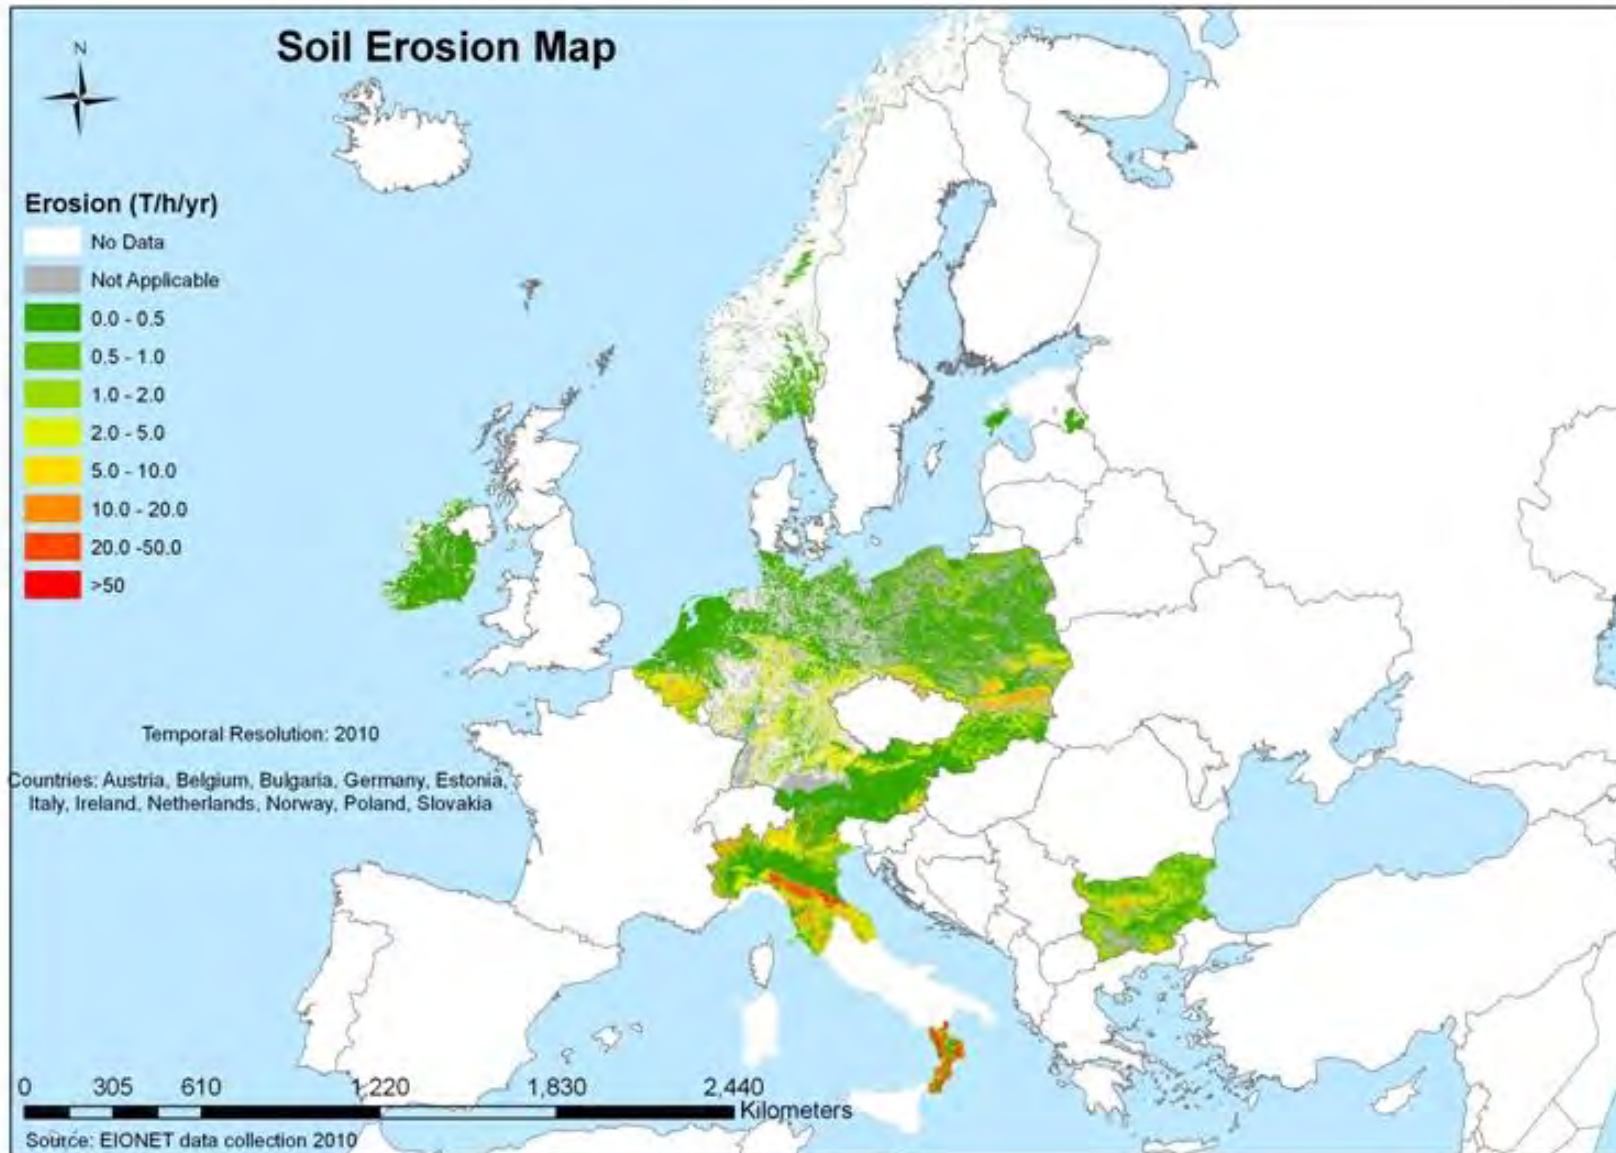 Soil Erosion Map
N
Erosion (T/h/yr)
No Data
Not Applicable
0.0 - 0.5
0.5 - 1.0
1.0 - 2.0
2.0 - 5.0
5.0 - 10.0
10.0 - 20.0
20.0 -50.0
>50
Temporal Resolution: 2010
Countries: Austria, Belgium, Bulgaria, Germany, Estonia,
Italy, Ireland, Netherlands, Norway, Poland, Slovakia
0 305 610 1,220 1,830 2,440
Kilometers
Source: EIONET data collection 2010